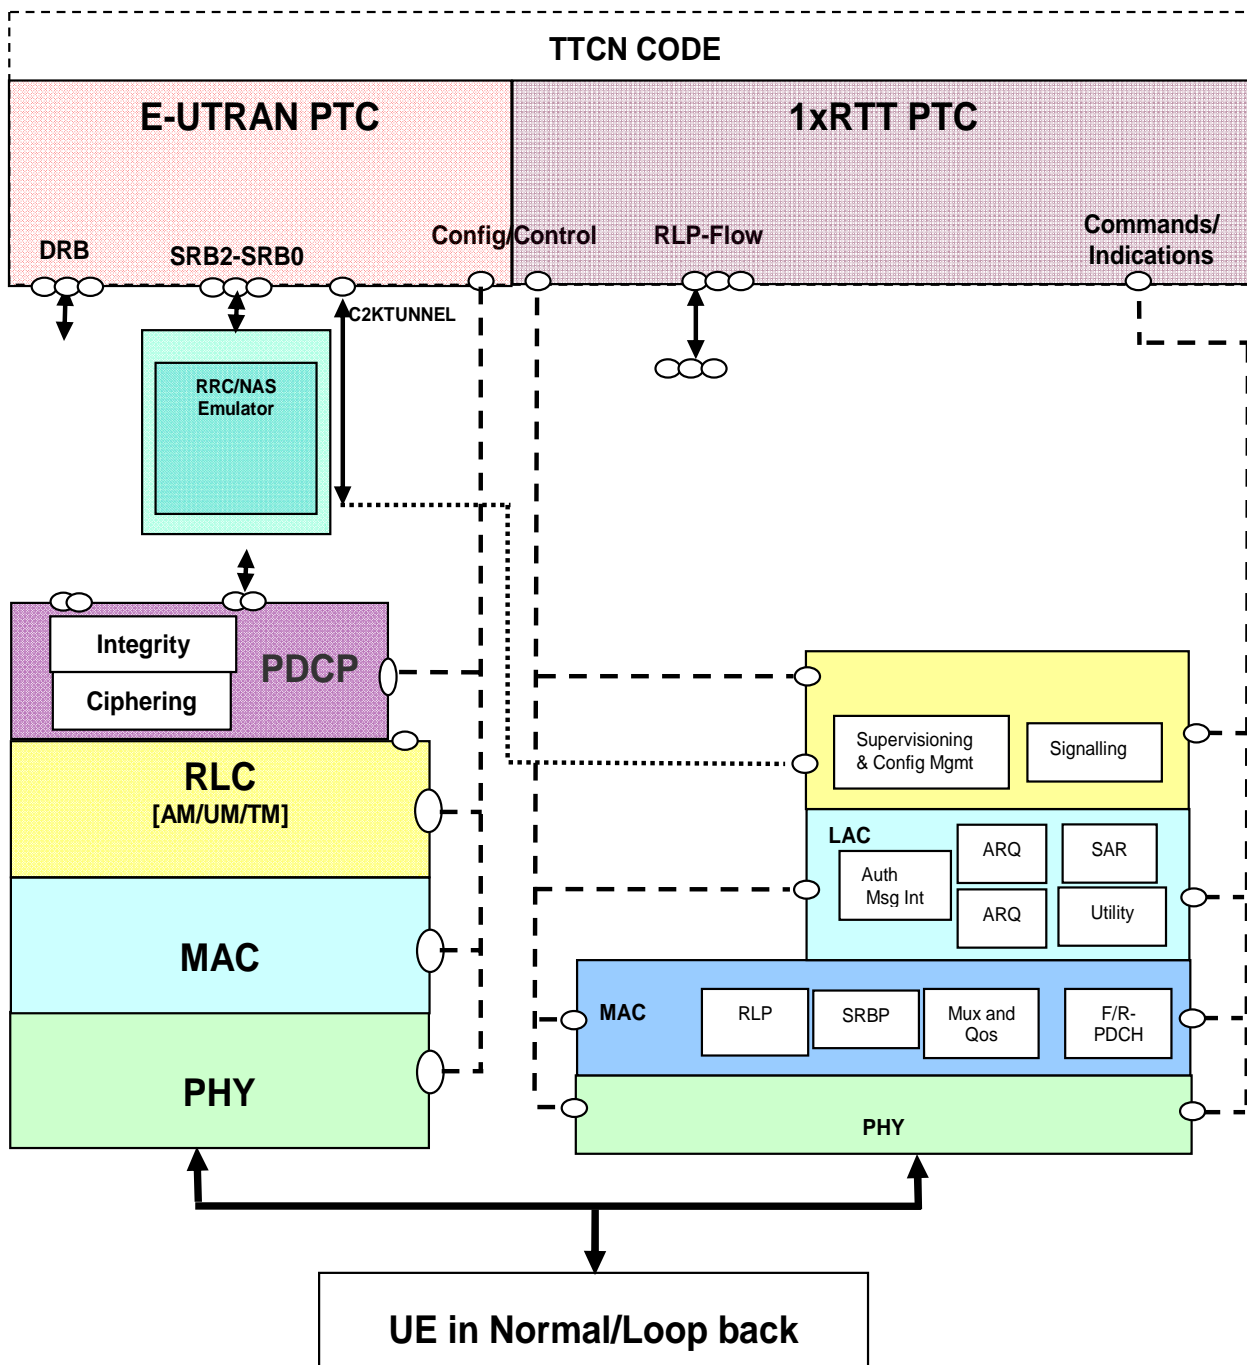 TTCN CODE
E-UTRAN PTC
1xRTT PTC
DRB
SRB2-SRB0
Config/Control
RLP-Flow
Commands/
Indications
C2KTUNNEL
RRC/NAS
Emulator
Integrity
Ciphering
PDCP
RLC
[AM/UM/TM]
MAC
PHY
Supervisioning
& Config Mgmt
Signalling
LAC
Auth
Msg Int
ARQ
SAR
ARQ
Utility
MAC
RLP
SRBP
Mux and
Qos
F/R-
PDCH
PHY
UE in Normal/Loop back